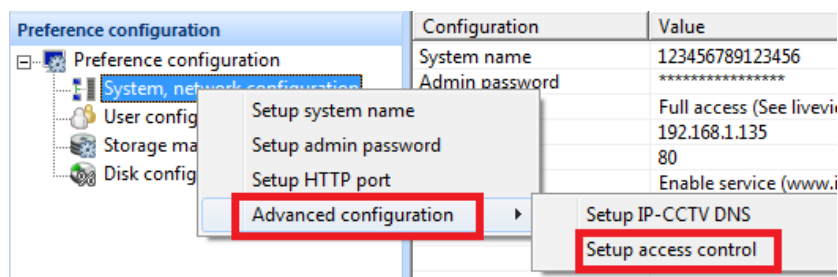 Preference configuration
Configuration Value
Preference configuration
System name 123456789123456
System, network configuration
Admin password ****************
User config
Setup system name
Full access (See livevi
192.168.1.135
Storage ma
Setup admin password
80
Disk config
Setup HTTP port
Enable service (www.i
Advanced configuration
Setup IP-CCTV DNS
Setup access control